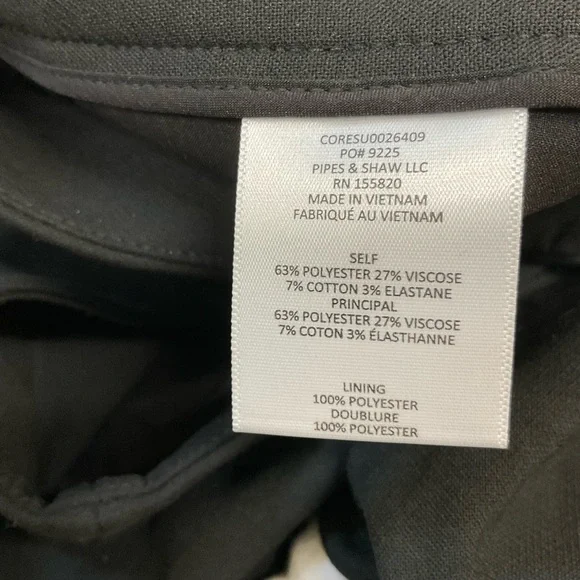 CORESU0026409
PO# 9225
PIPES & SHAW LLC
RN 155820
MADE IN VIETNAM
FABRIQUÉ AU VIETNAM
SELF
63% POLYESTER 27% VISCOSE
7% COTTON 3% ELASTANE
PRINCIPAL
63% POLYESTER 27% VISCOSE
7% COTON 3% ÉLASTHANNE
LINING
100% POLYESTER
DOUBLURE
100% POLYESTER